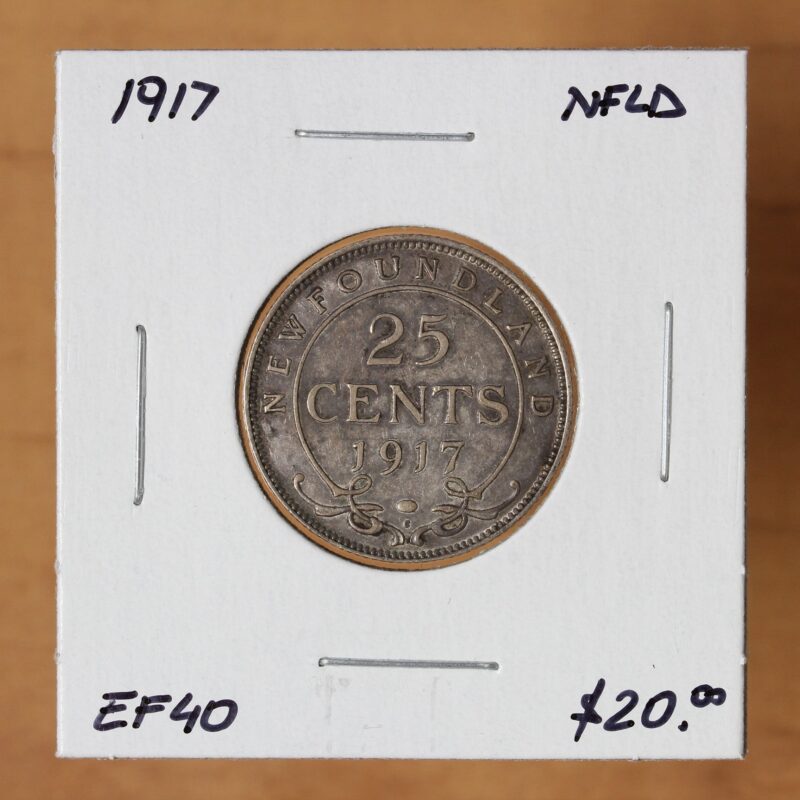 1917 NFLD
NEWFOUNDLAND
25
CENTS
1917
C
EF40 $20.00